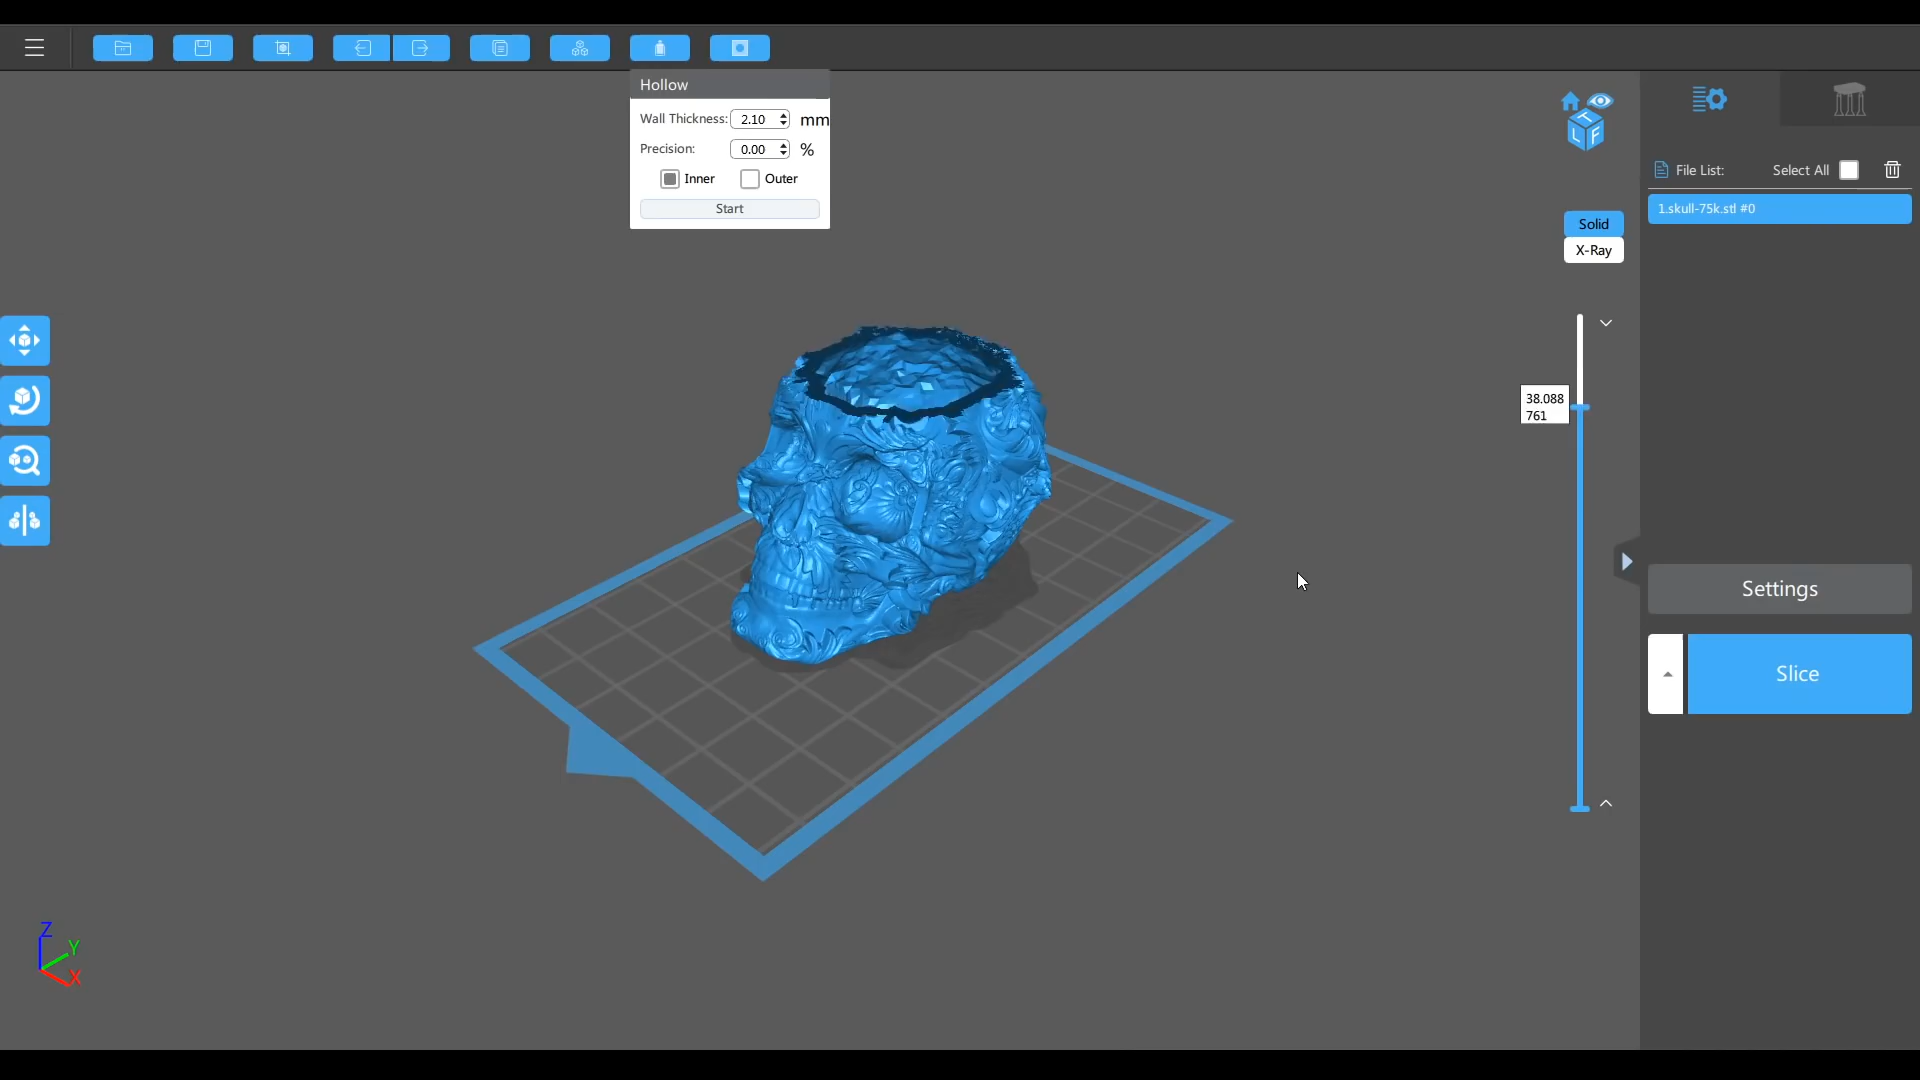 Hollow
Wall Thickness: 2.10 mm
Precision: 0.00 %
Inner Outer
Start
T
L F
File List: Select All
1.skull-75k.stl #0
Solid
X-Ray
38.088
761
Settings
Slice
Z
Y
X